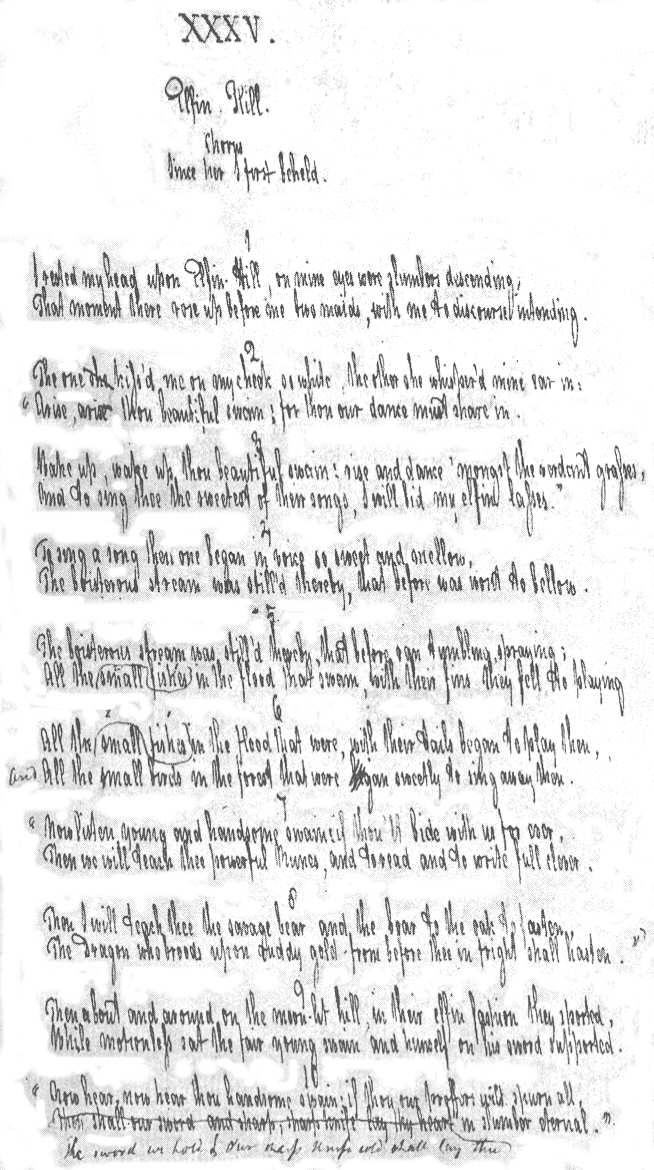 XXXV.
Elfin Hill.
Chorus
Since her I first beheld.
1
I rested my head upon Elfin-Hill, on mine eyes were slumbers descending,
That moment there rose up before me two maids, with me to discourse intending.
2
The one she kiss'd me on my cheek so white, the other she whisper'd mine ear in:
"Arise, arise thou beautiful swain! for thou our dance must share in.
3
Wake up, wake up, thou beautiful swain! rise and dance 'mongst the verdant grasses,
And to sing thee the sweetest of their songs, I will bid my elfin lasses."
4
To sing a song then one began in voice so sweet and mellow,
The boisterous stream was still'd thereby, that before was wont to bellow.
5
The boisterous stream was still'd thereby, that before ran tumbling, spraying;
All the small fishes in the flood that swam, with their fins they fell to playing
6
All the small fishes in the flood that were, with their tails began to play then,
and All the small birds in the forest that were began sweetly to sing away then.
7
"Now listen young and handsome swain! if thou'lt bide with us for ever,
Then we will teach thee powerful Runes, and to read and to write full clever.
8
Then I will teach thee the savage bear and the boar to the oak to fasten,
The Dragon who broods upon ruddy gold from before thee in fright shall hasten."
9
Then about and around on the moon-lit hill, in their elfin fashion they sported,
While motionless sat the fair young swain and himself on his sword supported.
10
"Now hear, now hear thou handsome swain; if thou our proffers wilt spurn all,
Then shall our sword and sharp, sharp knife lay thy heart in slumber eternal."
the sword we hold & our sharp knife cold shall lay thee